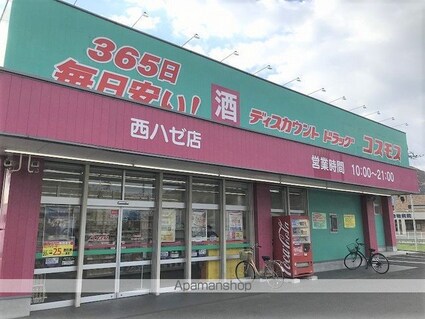 365日
毎日安い!
酒
ディスカウント ドラッグ コスモス
西ハゼ店
営業時間 10:00~21:00
Coca-Cola
25
Apamanshop